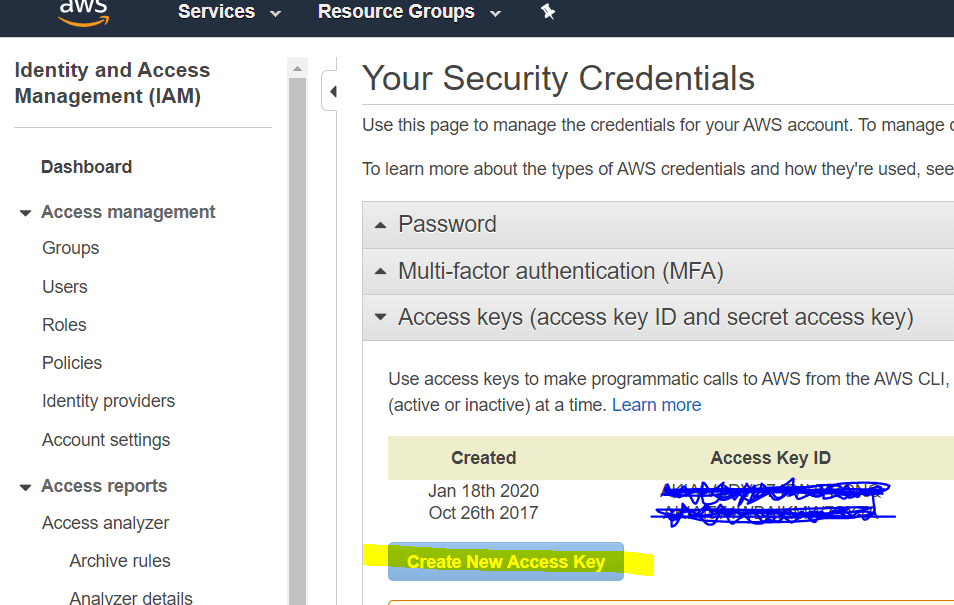 aws
Services
Resource Groups
Identity and Access
Management (IAM)
Dashboard
Access management
Groups
Users
Roles
Policies
Identity providers
Account settings
Access reports
Access analyzer
Archive rules
Analyzer details
Your Security Credentials
Use this page to manage the credentials for your AWS account. To manage
To learn more about the types of AWS credentials and how they're used, see
Password
Multi-factor authentication (MFA)
Access keys (access key ID and secret access key)
Use access keys to make programmatic calls to AWS from the AWS CLI,
(active or inactive) at a time. Learn more
Created Access Key ID
Jan 18th 2020
Oct 26th 2017
Create New Access Key